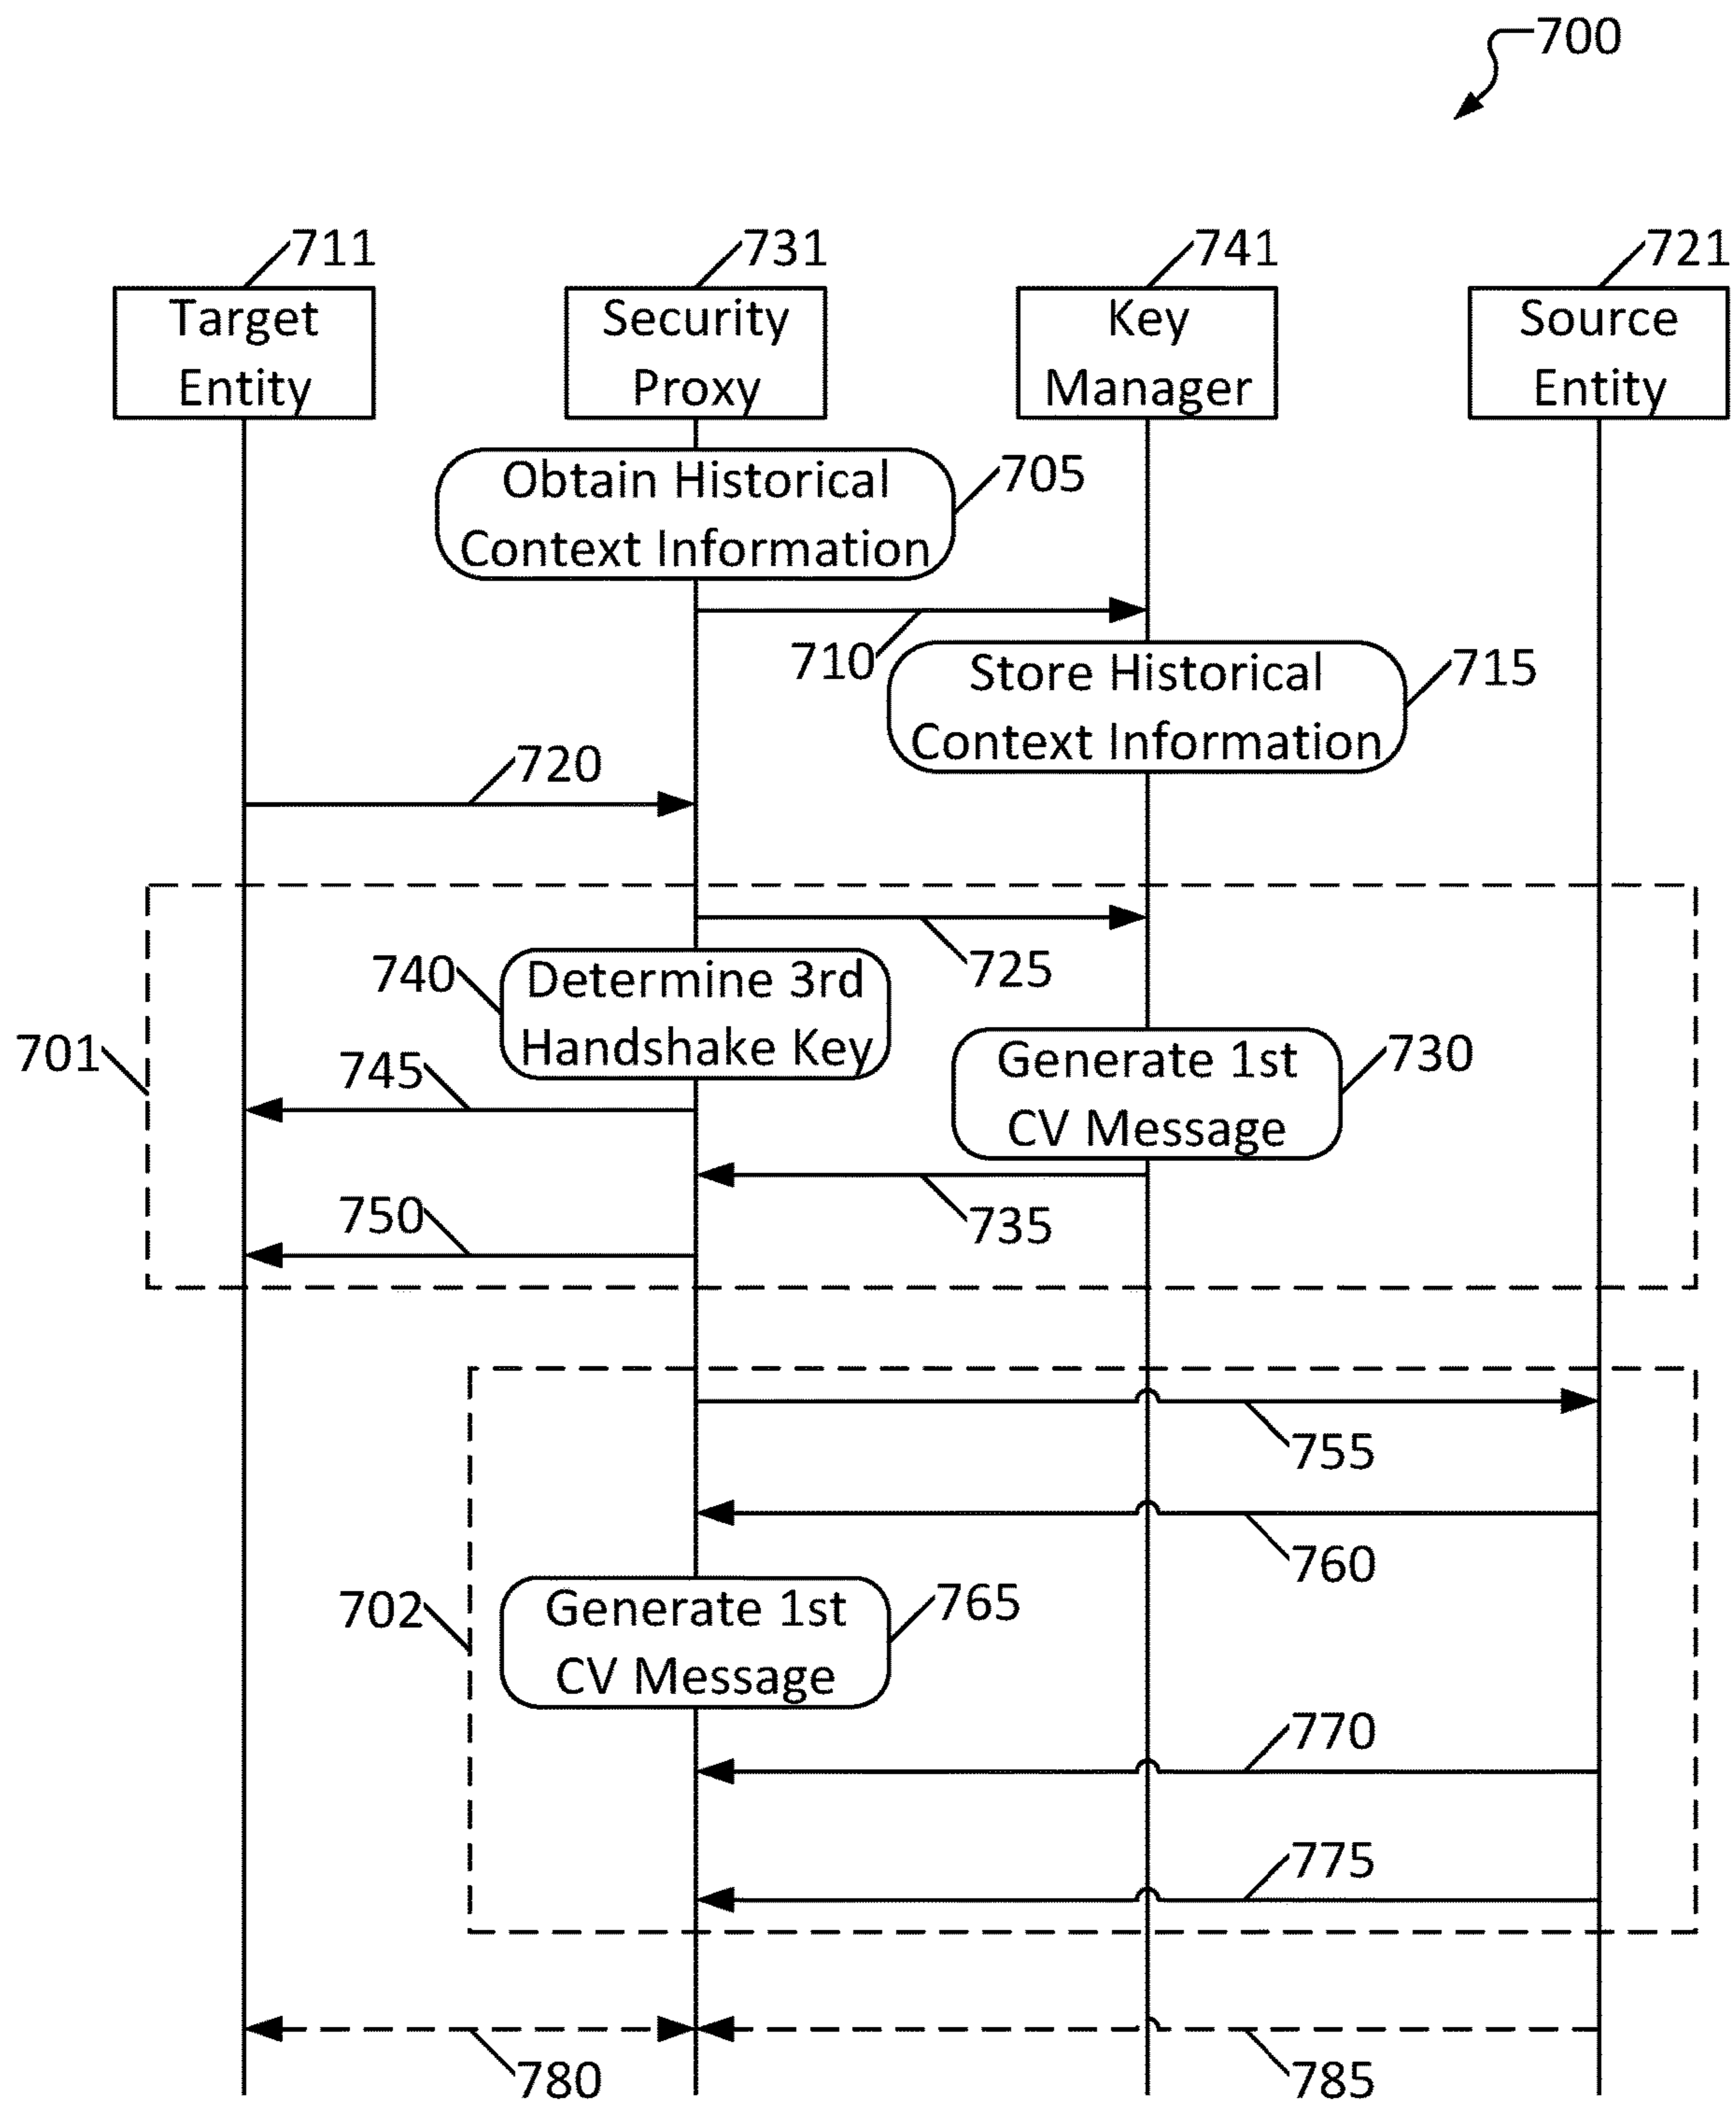 700
711
731
741
721
Target
Entity
Security
Proxy
Key
Manager
Source
Entity
Obtain Historical
Context Information
705
710
Store Historical
Context Information
715
720
725
740
Determine 3rd
Handshake Key
701
745
Generate 1st
CV Message
730
750
735
755
760
702
Generate 1st
CV Message
765
770
775
780
785